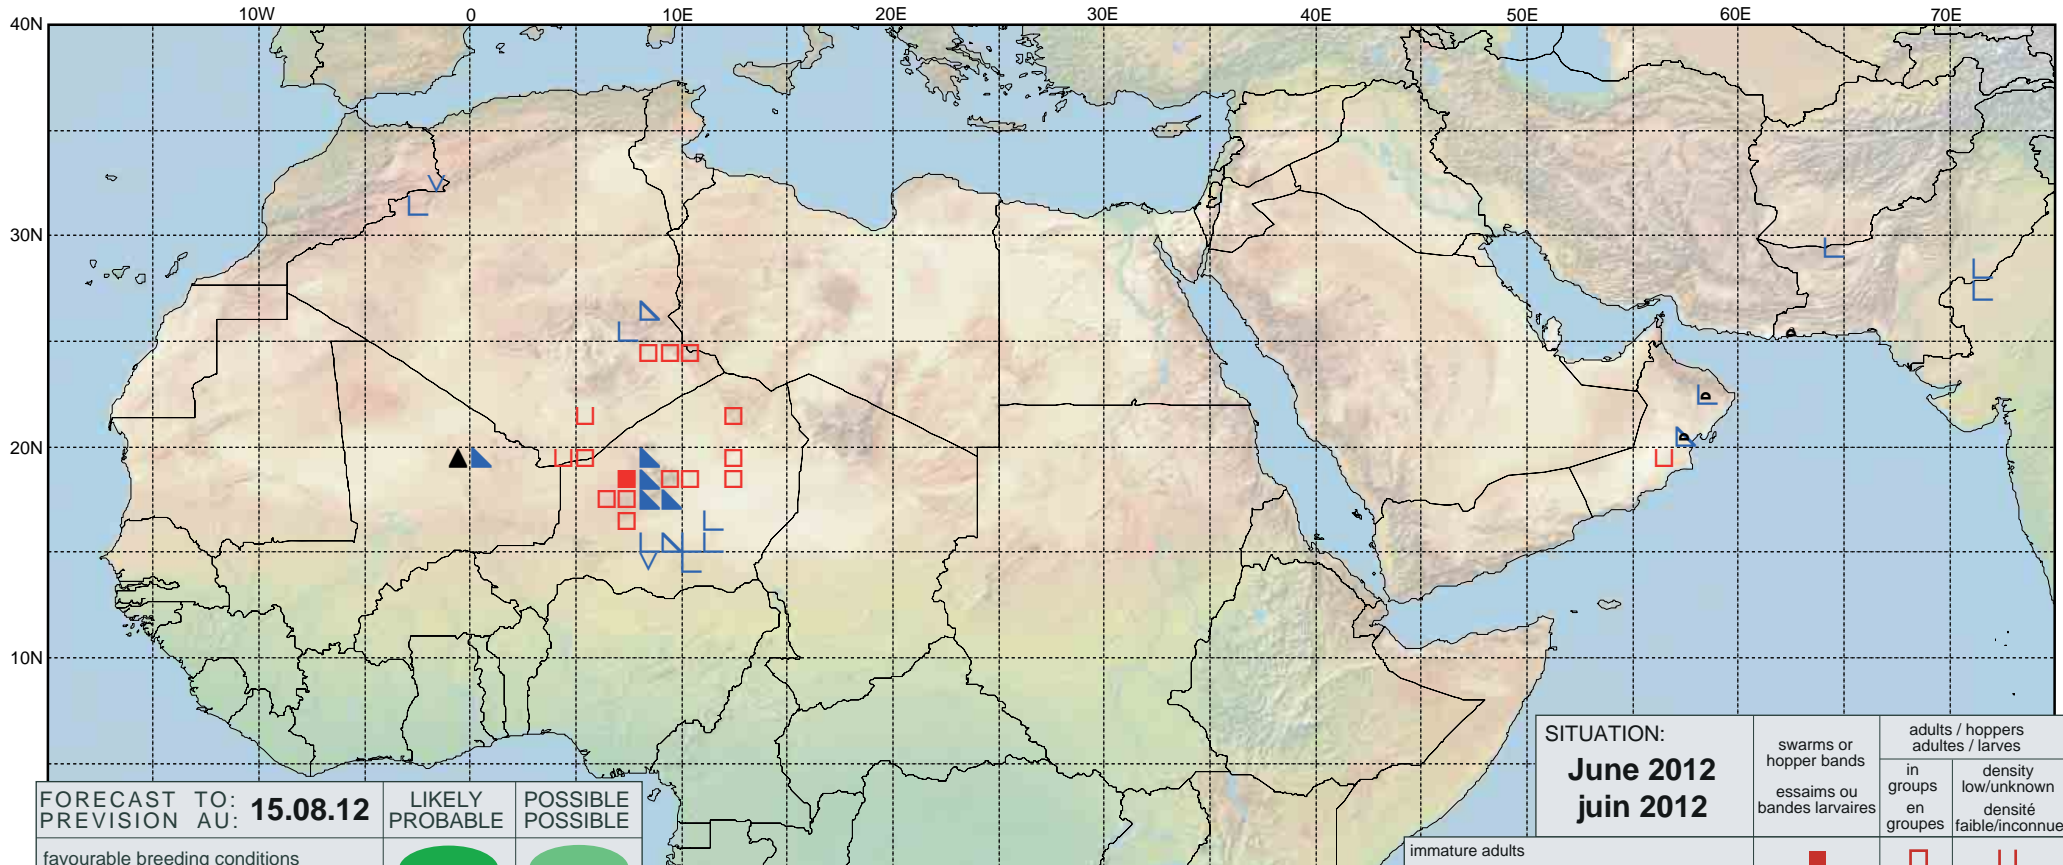 10W 0 10E 20E 30E 40E 50E 60E 70E
40N
30N
20N
10N
D
D
D
SITUATION:
June 2012
juin 2012
swarms or
hopper bands
essaims ou
bandes larvaires
adults / hoppers
adultes / larves
in
groups
en
groupes
density
low/unknown
densité
faible/inconnue
immature adults
FORECAST TO:
PREVISION AU:
15.08.12
LIKELY
PROBABLE
POSSIBLE
POSSIBLE
favourable breeding conditions